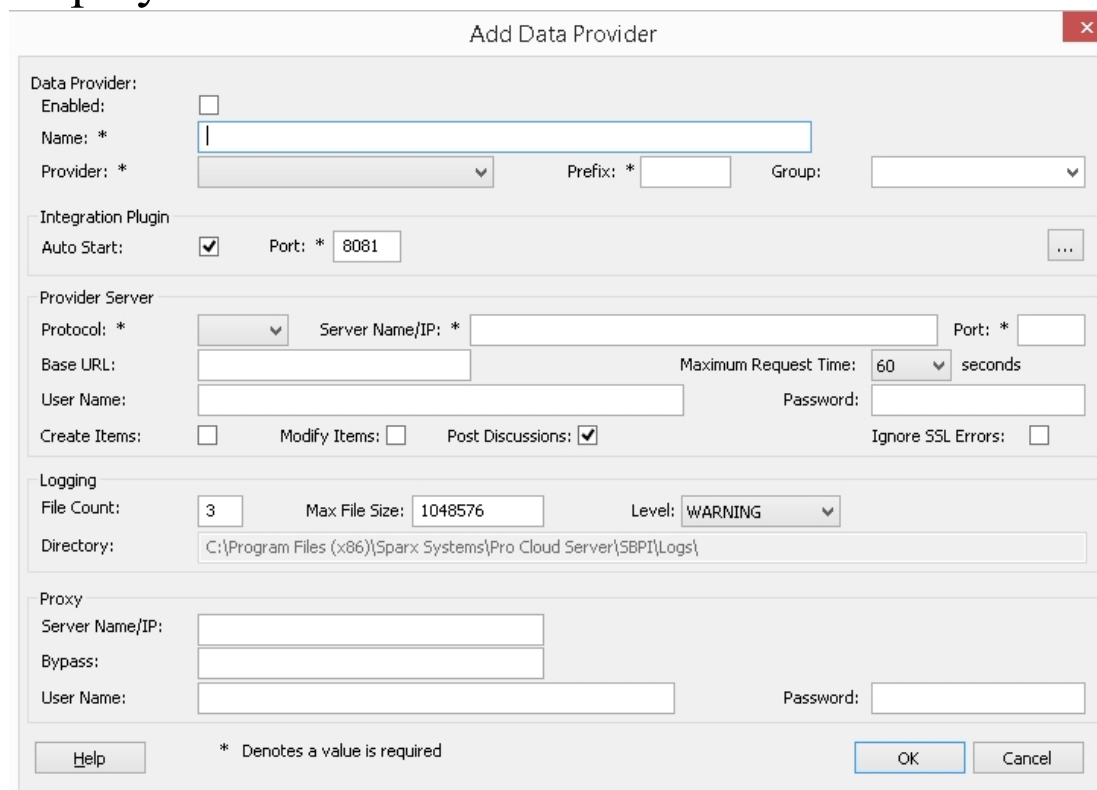 Add Data Provider
Data Provider:
Enabled:
Name: *
Provider: * Prefix: * Group:
Integration Plugin
Auto Start: Port: * 8081 ...
Provider Server
Protocol: * Server Name/IP: * Port: *
Base URL: Maximum Request Time: 60 seconds
User Name: Password:
Create Items: Modify Items: Post Discussions: Ignore SSL Errors:
Logging
File Count: 3 Max File Size: 1048576 Level: WARNING
Directory: C:\Program Files (x86)\Sparx Systems\Pro Cloud Server\SBPI\Logs\
Proxy
Server Name/IP:
Bypass:
User Name: Password:
Help * Denotes a value is required OK Cancel